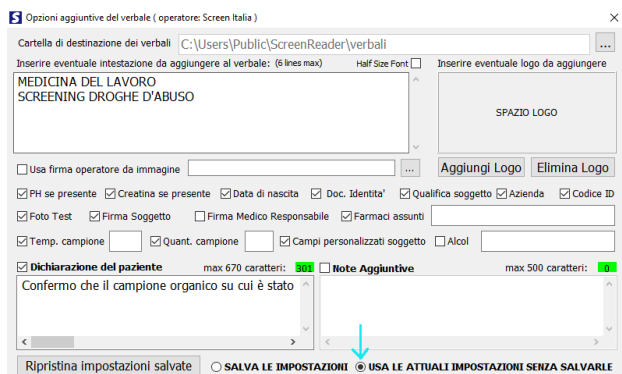 S Opzioni aggiuntive del verbale ( operatore: Screen Italia )
Cartella di destinazione dei verbali C:\Users\Public\ScreenReader\verbali ...
Inserire eventuale intestazione da aggiungere al verbale: (6 lines max) Half Size Font Inserire eventuale logo da aggiungere
MEDICINA DEL LAVORO
SCREENING DROGHE D'ABUSO
SPAZIO LOGO
Usa firma operatore da immagine ... Aggiungi Logo Elimina Logo
PH se presente Creatina se presente Data di nascita Doc. Identita' Qualifica soggetto Azienda Codice ID
Foto Test Firma Soggetto Firma Medico Responsabile Farmaci assunti
Temp. campione Quant. campione Campi personalizzati soggetto Alcol
Dichiarazione del paziente max 670 caratteri: 301 Note Aggiuntive max 500 caratteri: 0
Confermo che il campione organico su cui è stato
Ripristina impostazioni salvate SALVA LE IMPOSTAZIONI USA LE ATTUALI IMPOSTAZIONI SENZA SALVARLE